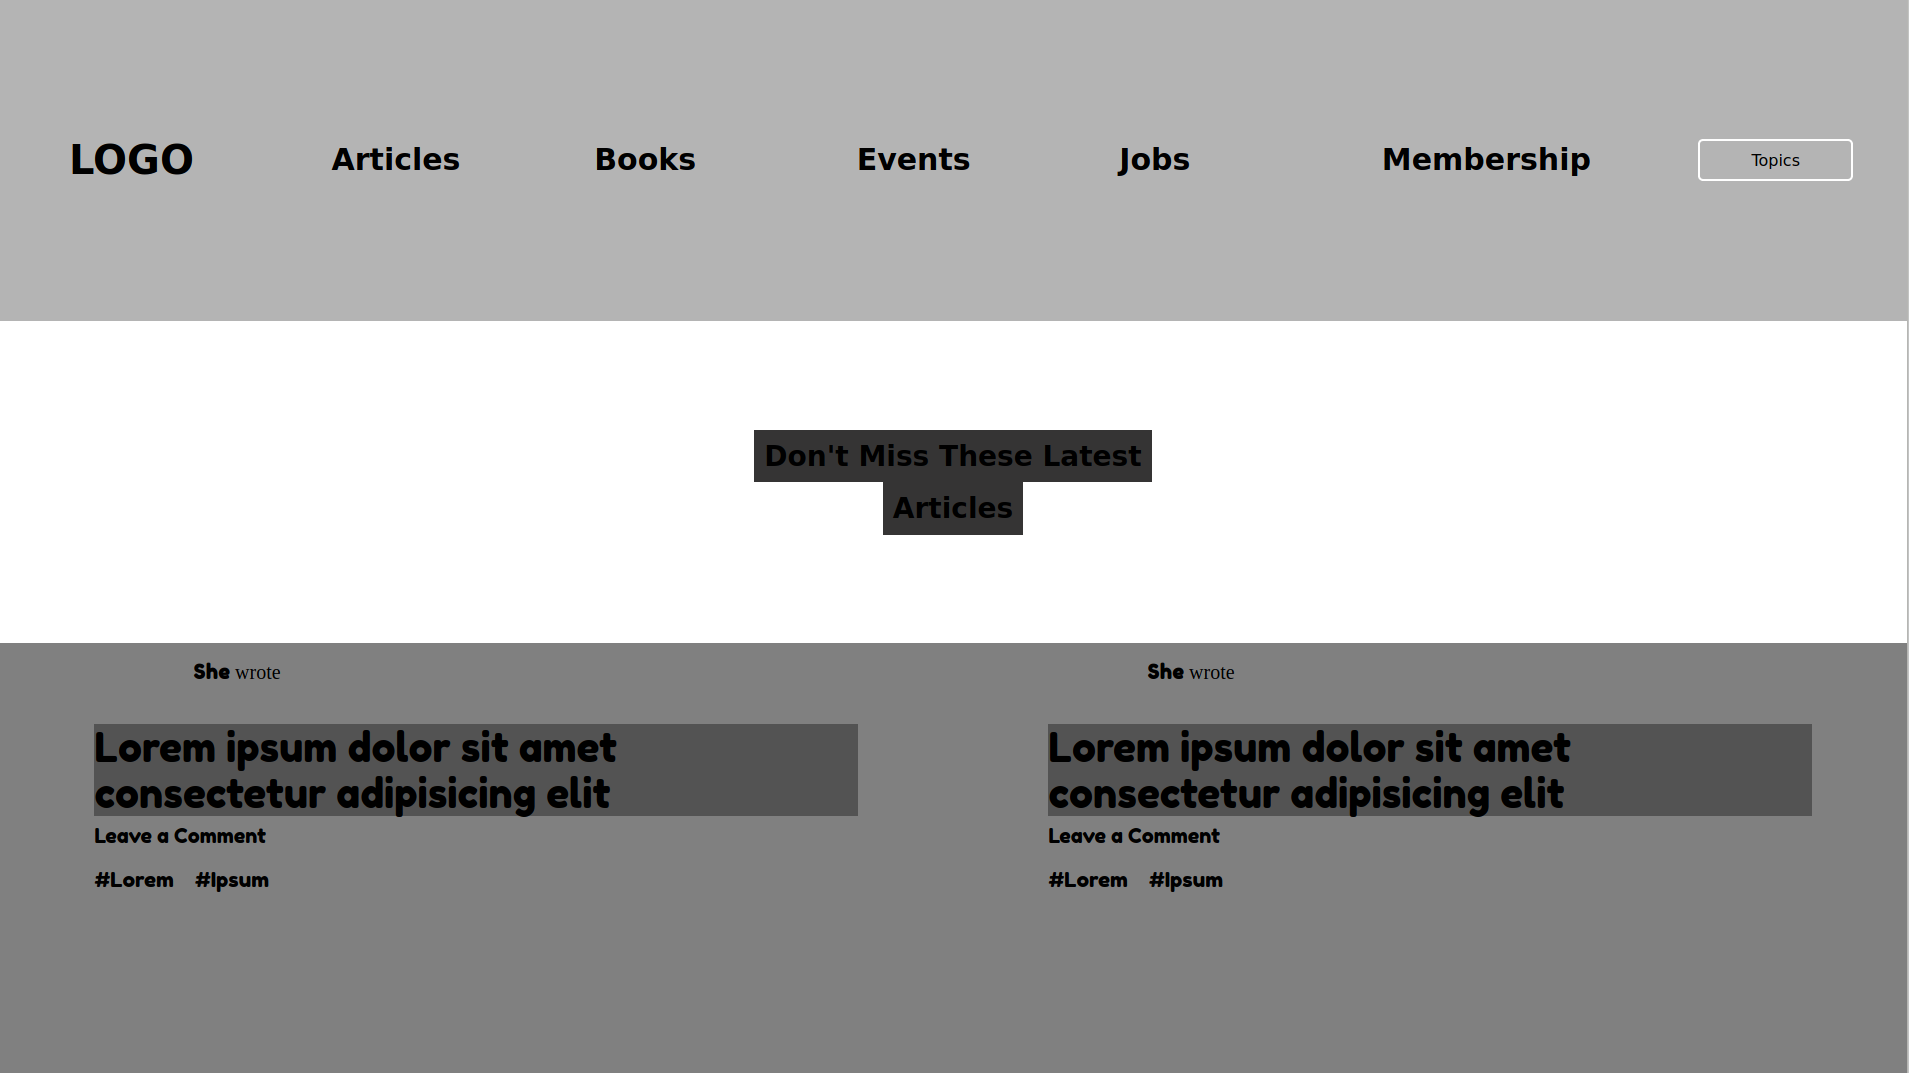 LOGO Articles Books Events Jobs Membership Topics
Don't Miss These Latest
Articles
She wrote
Lorem ipsum dolor sit amet
consectetur adipisicing elit
Leave a Comment
#Lorem #Ipsum
She wrote
Lorem ipsum dolor sit amet
consectetur adipisicing elit
Leave a Comment
#Lorem #Ipsum